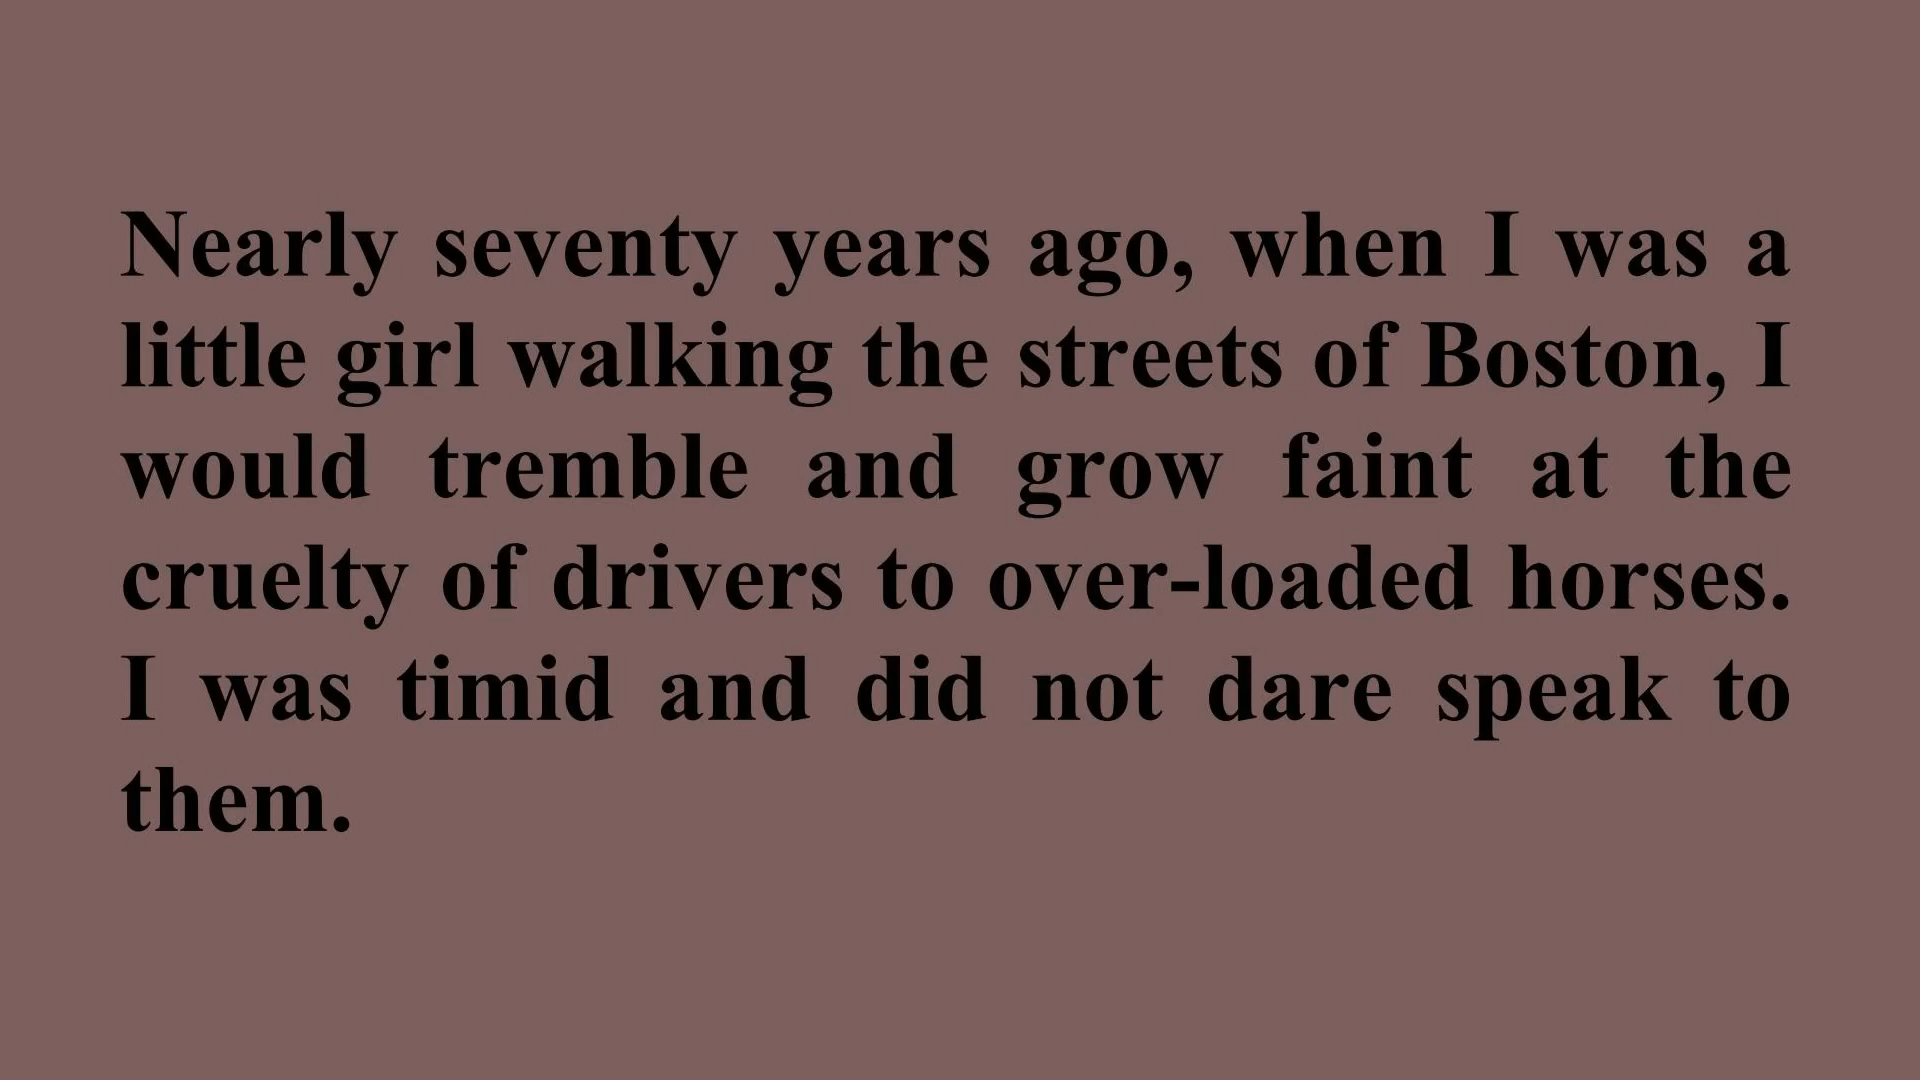 Nearly seventy years ago, when I was a
little girl walking the streets of Boston, I
would tremble and grow faint at the
cruelty of drivers to over-loaded horses.
I was timid and did not dare speak to
them.